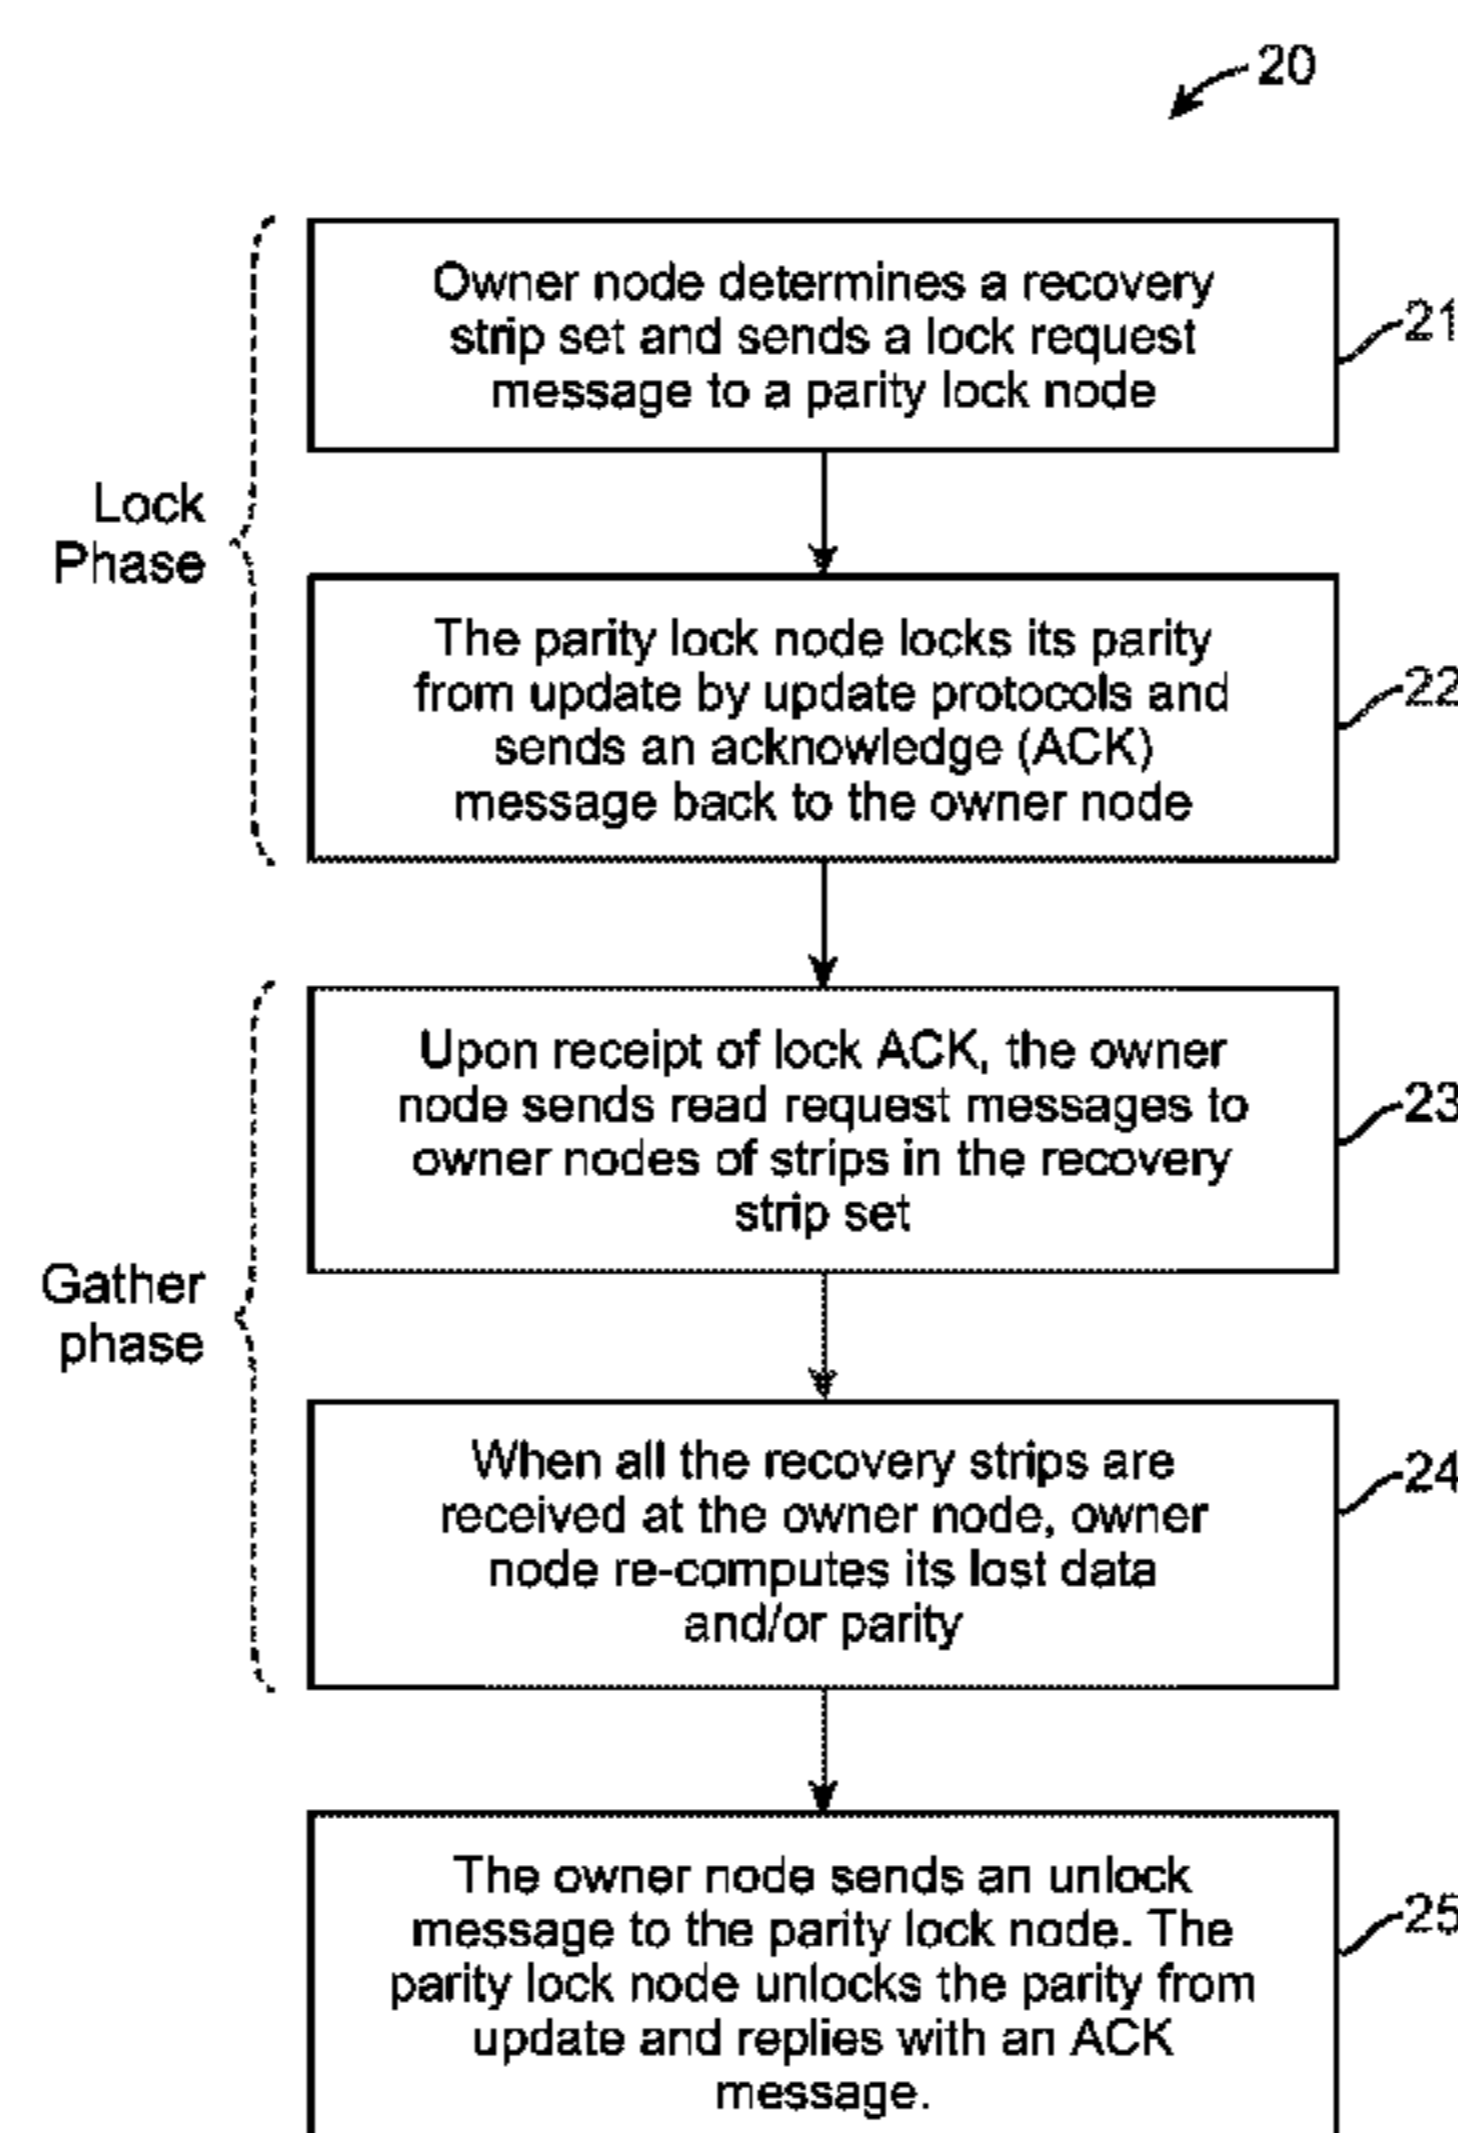 20
Owner node determines a recovery
strip set and sends a lock request
message to a parity lock node
21
Lock
Phase
The parity lock node locks its parity
from update by update protocols and
sends an acknowledge (ACK)
message back to the owner node
22
Upon receipt of lock ACK, the owner
node sends read request messages to
owner nodes of strips in the recovery
strip set
23
Gather
phase
When all the recovery strips are
received at the owner node, owner
node re-computes its lost data
and/or parity
24
The owner node sends an unlock
message to the parity lock node. The
parity lock node unlocks the parity from
update and replies with an ACK
message.
25